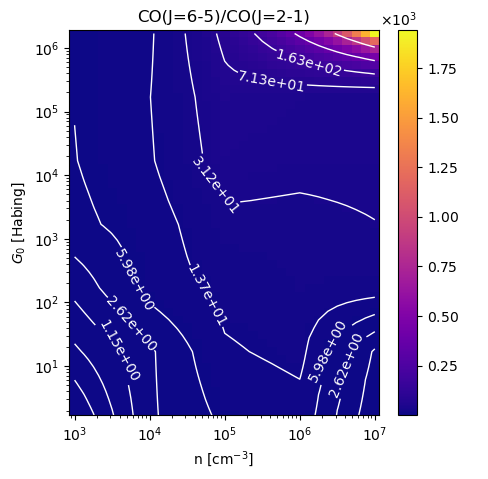 CO(J=6-5)/CO(J=2-1)
×10³
10⁶
10⁵
10⁴
10³
10²
10¹
G₀ [Habing]
1.63e+02
7.13e+01
3.12e+01
1.37e+01
5.98e+00
2.62e+00
1.15e+00
5.98e+00
2.62e+00
10³
10⁴
10⁵
10⁶
10⁷
n [cm⁻³]
1.75
1.50
1.25
1.00
0.75
0.50
0.25